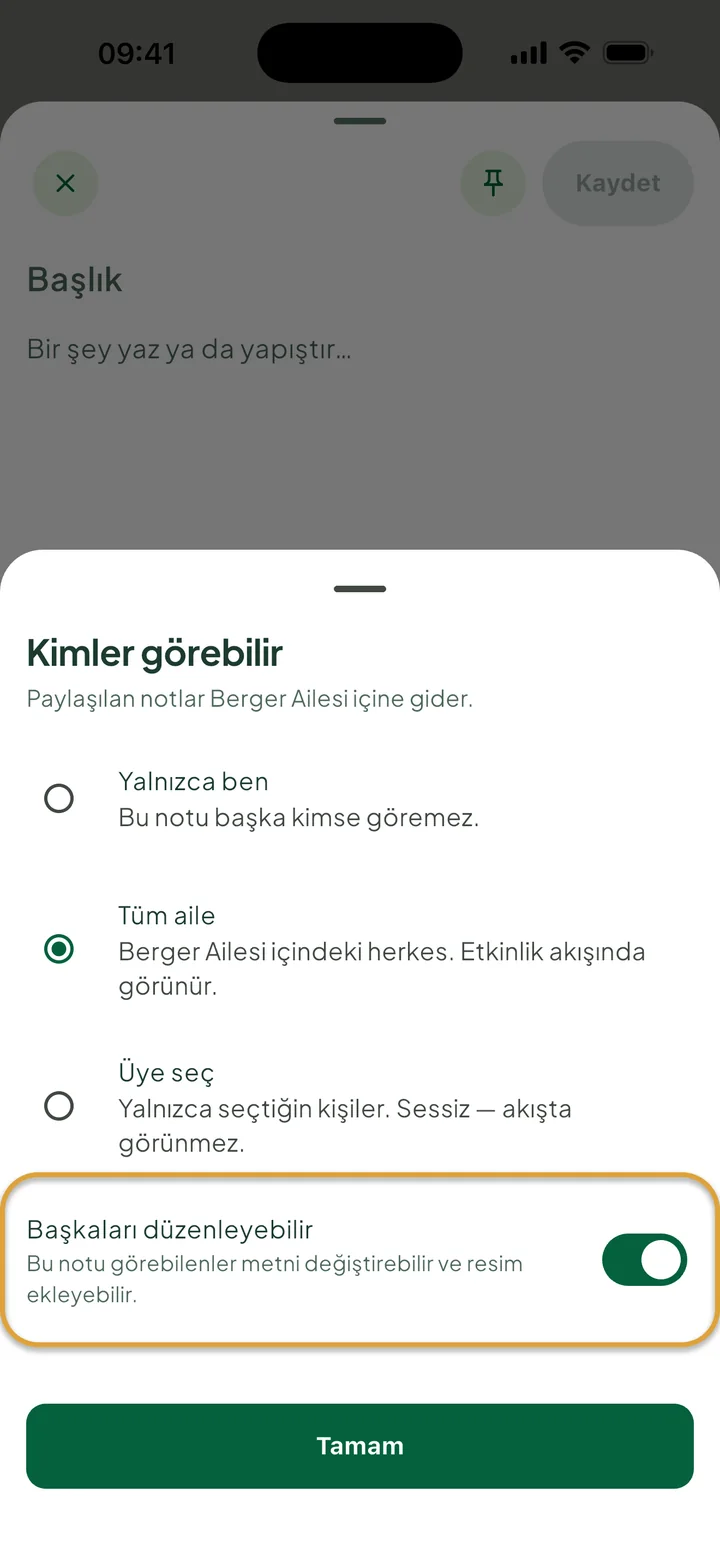 09:41
Kaydet
Başlık
Bir şey yaz ya da yapıştır…
Kimler görebilir
Paylaşılan notlar Berger Ailesi içine gider.
Yalnızca ben
Bu notu başka kimse göremez.
Tüm aile
Berger Ailesi içindeki herkes. Etkinlik akışında
görünür.
Üye seç
Yalnızca seçtiğin kişiler. Sessiz — akışta
görünmez.
Başkaları düzenleyebilir
Bu notu görebilenler metni değiştirebilir ve resim
ekleyebilir.
Tamam